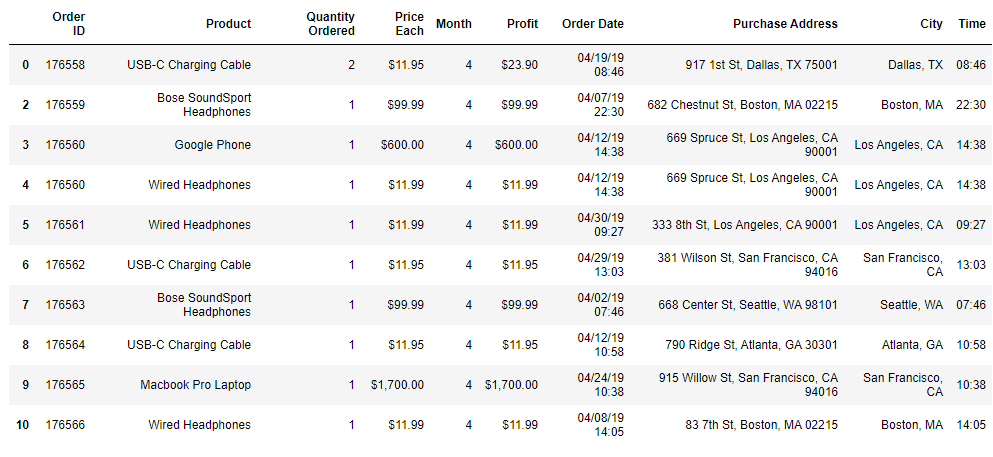 Order ID Product Quantity Ordered Price Each Month Profit Order Date Purchase Address City Time
0 176558 USB-C Charging Cable 2 $11.95 4 $23.90 04/19/19 08:46 917 1st St, Dallas, TX 75001 Dallas, TX 08:46
2 176559 Bose SoundSport Headphones 1 $99.99 4 $99.99 04/07/19 22:30 682 Chestnut St, Boston, MA 02215 Boston, MA 22:30
3 176560 Google Phone 1 $600.00 4 $600.00 04/12/19 14:38 669 Spruce St, Los Angeles, CA 90001 Los Angeles, CA 14:38
4 176560 Wired Headphones 1 $11.99 4 $11.99 04/12/19 14:38 669 Spruce St, Los Angeles, CA 90001 Los Angeles, CA 14:38
5 176561 Wired Headphones 1 $11.99 4 $11.99 04/30/19 09:27 333 8th St, Los Angeles, CA 90001 Los Angeles, CA 09:27
6 176562 USB-C Charging Cable 1 $11.95 4 $11.95 04/29/19 13:03 381 Wilson St, San Francisco, CA 94016 San Francisco, CA 13:03
7 176563 Bose SoundSport Headphones 1 $99.99 4 $99.99 04/02/19 07:46 668 Center St, Seattle, WA 98101 Seattle, WA 07:46
8 176564 USB-C Charging Cable 1 $11.95 4 $11.95 04/12/19 10:58 790 Ridge St, Atlanta, GA 30301 Atlanta, GA 10:58
9 176565 Macbook Pro Laptop 1 $1,700.00 4 $1,700.00 04/24/19 10:38 915 Willow St, San Francisco, CA 94016 San Francisco, CA 10:38
10 176566 Wired Headphones 1 $11.99 4 $11.99 04/08/19 14:05 83 7th St, Boston, MA 02215 Boston, MA 14:05